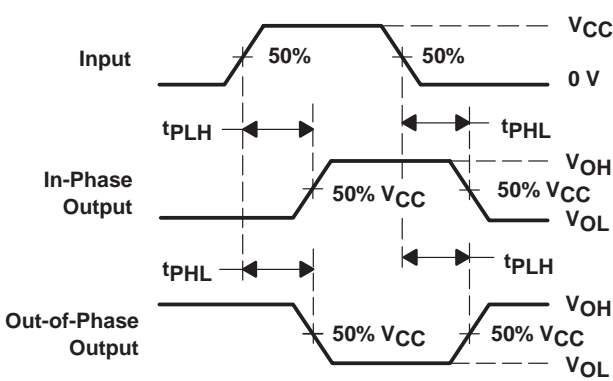 VCC
Input 50% 50%
0 V
tPLH tPHL
VOH
In-Phase
Output
50% VCC 50% VCC
VOL
tPHL tPLH
VOH
Out-of-Phase
Output
50% VCC 50% VCC
VOL